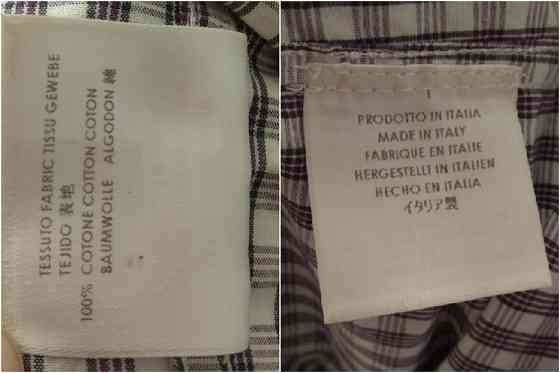 TESSUTO FABRIC TISSU GEWEBE
TEJIDO 表地
100% COTONE COTTON COTON
BAUMWOLLE ALGODON 綿
PRODOTTO IN ITALIA
MADE IN ITALY
FABRIQUE EN ITALIE
HERGESTELLT IN ITALIEN
HECHO EN ITALIA
イタリア製